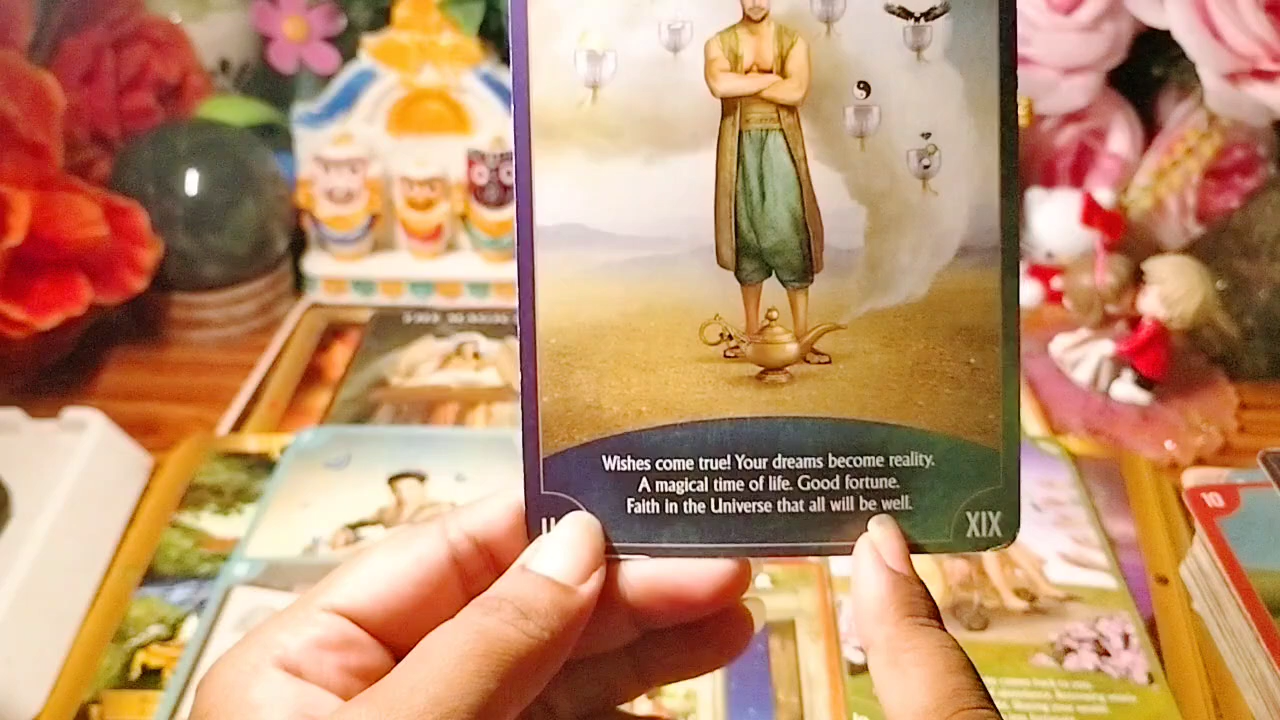 Wishes come true! Your dreams become reality.
A magical time of life. Good fortune.
Faith in the Universe that all will be well.
XIX
10